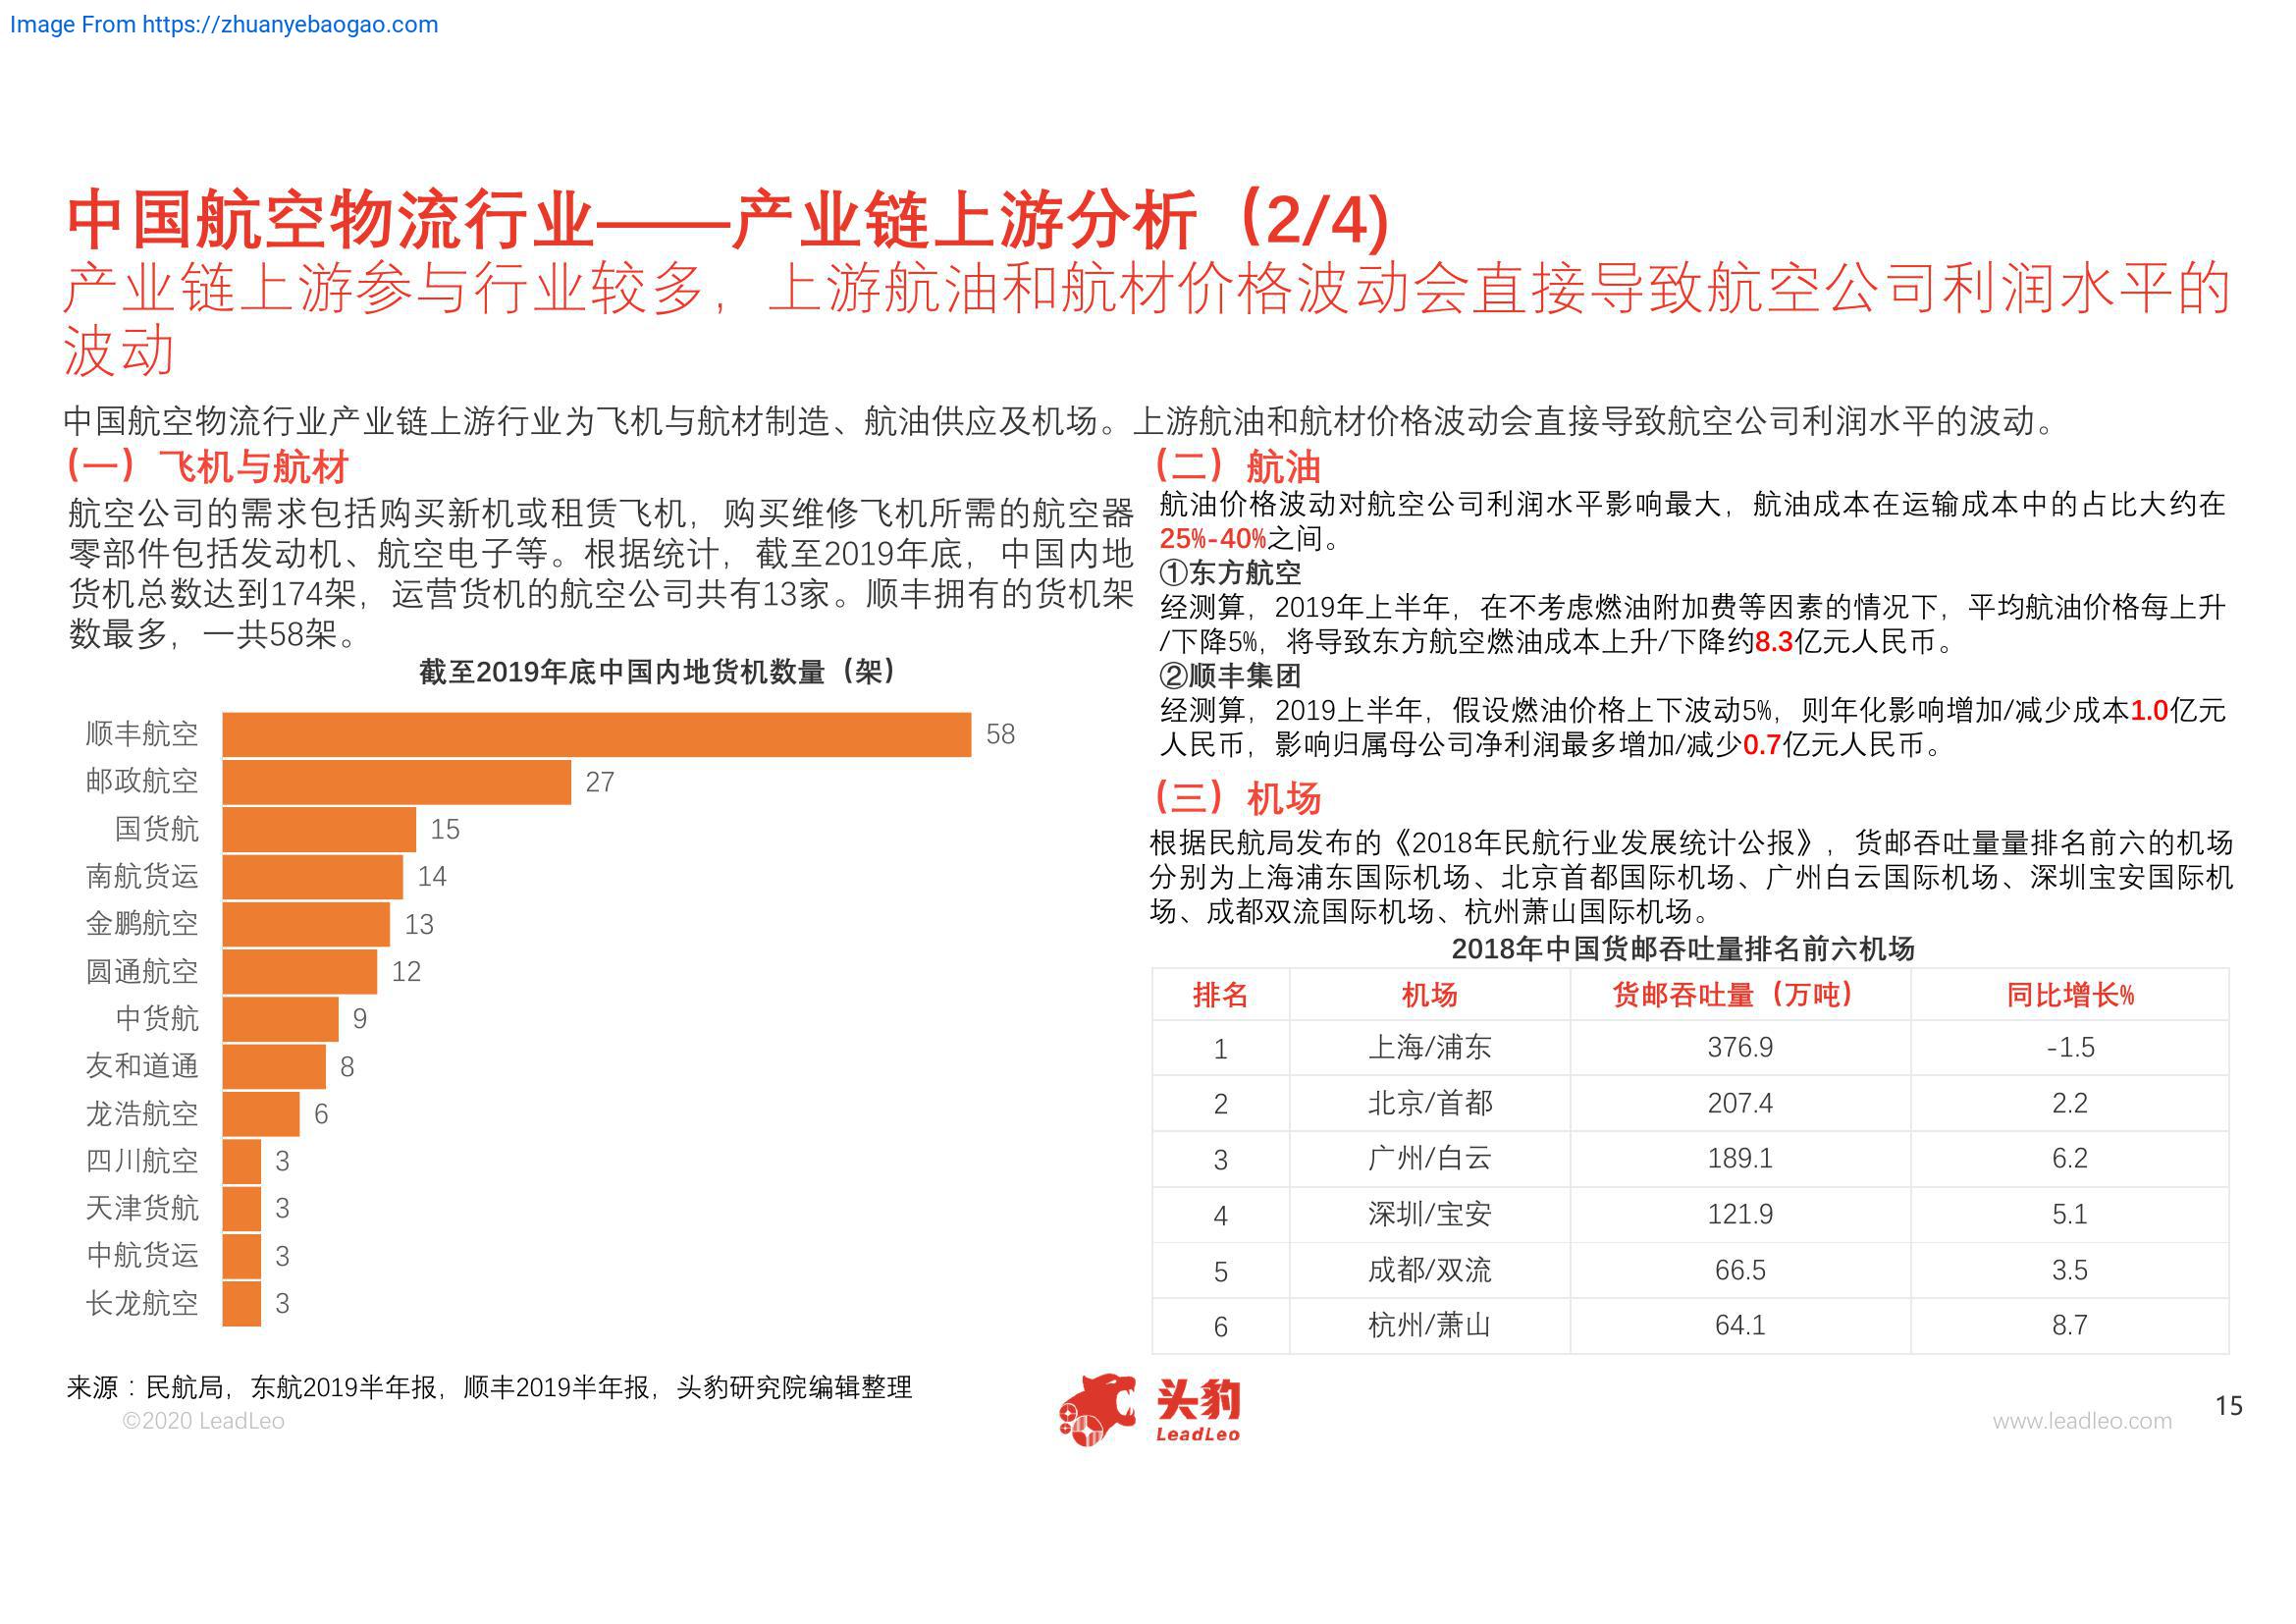 Image From https://zhuanyebaogao.com
中国航空物流行业——产业链上游分析（2/4)
产业链上游参与行业较多，上游航油和航材价格波动会直接导致航空公司利润水平的
波动
中国航空物流行业产业链上游行业为飞机与航材制造、航油供应及机场。上游航油和航材价格波动会直接导致航空公司利润水平的波动。
（一）飞机与航材
航空公司的需求包括购买新机或租赁飞机，购买维修飞机所需的航空器
零部件包括发动机、航空电子等。根据统计，截至2019年底，中国内地
货机总数达到174架，运营货机的航空公司共有13家。顺丰拥有的货机架
数最多，一共58架。
截至2019年底中国内地货机数量（架）
顺丰航空 58
邮政航空 27
国货航 15
南航货运 14
金鹏航空 13
圆通航空 12
中货航 9
友和道通 8
龙浩航空 6
四川航空 3
天津货航 3
中航货运 3
长龙航空 3
（二）航油
航油价格波动对航空公司利润水平影响最大，航油成本在运输成本中的占比大约在
25%-40%之间。
①东方航空
经测算，2019年上半年，在不考虑燃油附加费等因素的情况下，平均航油价格每上升
/下降5%，将导致东方航空燃油成本上升/下降约8.3亿元人民币。
②顺丰集团
经测算，2019上半年，假设燃油价格上下波动5%，则年化影响增加/减少成本1.0亿元
人民币，影响归属母公司净利润最多增加/减少0.7亿元人民币。
（三）机场
根据民航局发布的《2018年民航行业发展统计公报》，货邮吞吐量量排名前六的机场
分别为上海浦东国际机场、北京首都国际机场、广州白云国际机场、深圳宝安国际机
场、成都双流国际机场、杭州萧山国际机场。
2018年中国货邮吞吐量排名前六机场
排名 机场 货邮吞吐量（万吨） 同比增长%
1 上海/浦东 376.9 -1.5
2 北京/首都 207.4 2.2
3 广州/白云 189.1 6.2
4 深圳/宝安 121.9 5.1
5 成都/双流 66.5 3.5
6 杭州/萧山 64.1 8.7
来源：民航局，东航2019半年报，顺丰2019半年报，头豹研究院编辑整理
©2020 LeadLeo
头豹
LeadLeo
www.leadleo.com
15